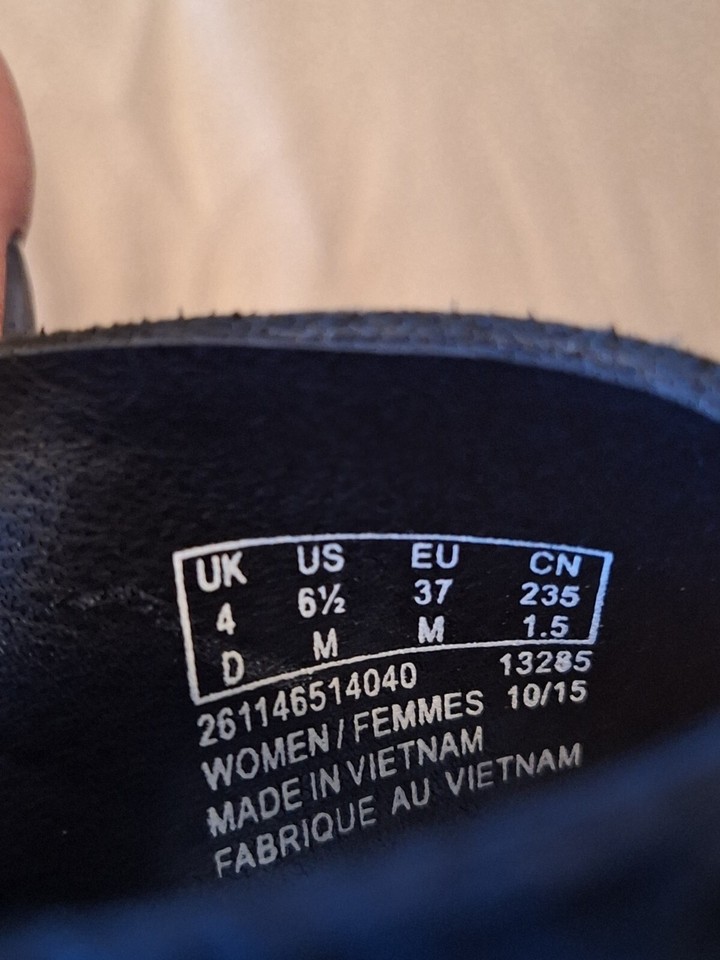 UK US EU CN
4 6½ 37 235
D M M 1.5
261146514040 13285
WOMEN / FEMMES 10/15
MADE IN VIETNAM
FABRIQUE AU VIETNAM